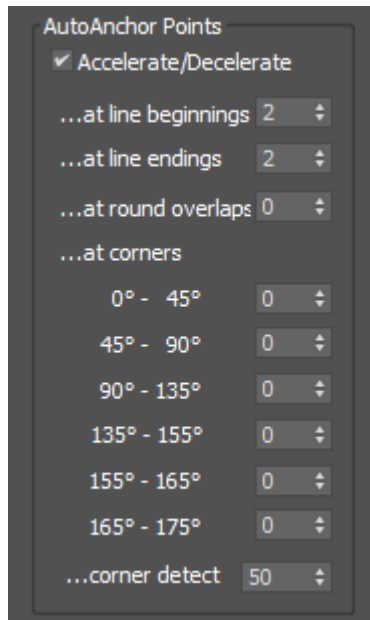 AutoAnchor Points
Accelerate/Decelerate
...at line beginnings 2
...at line endings 2
...at round overlaps 0
...at corners
0° - 45° 0
45° - 90° 0
90° - 135° 0
135° - 155° 0
155° - 165° 0
165° - 175° 0
...corner detect 50